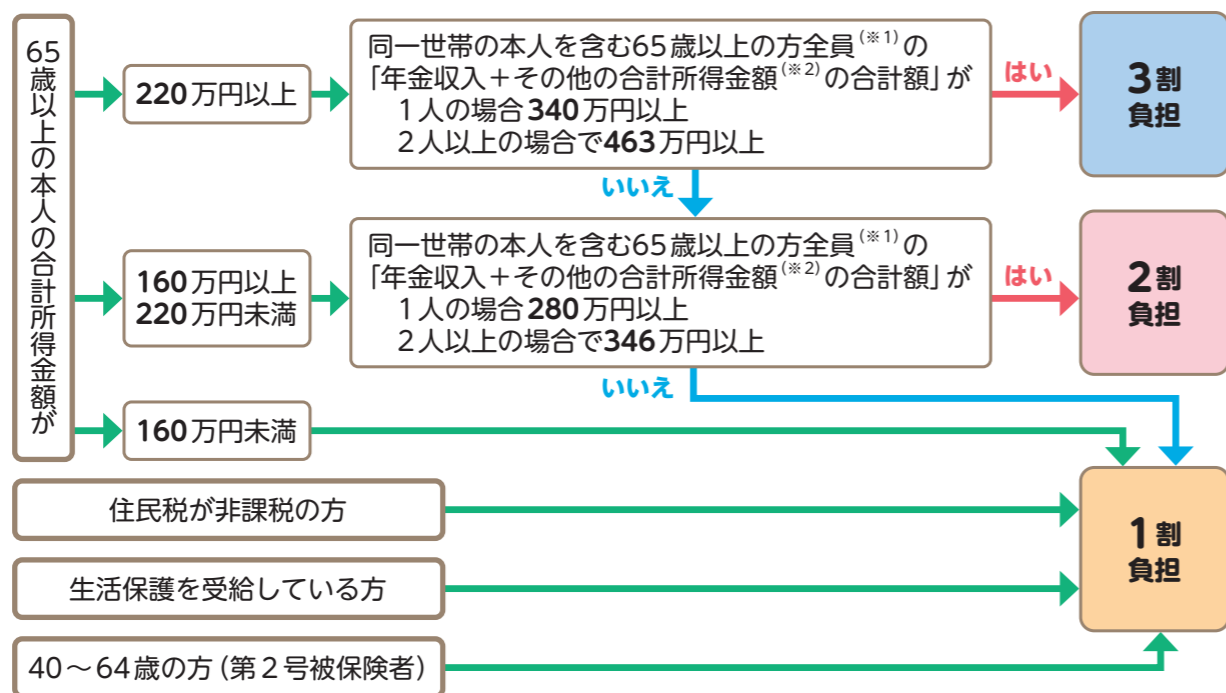 65歳以上の本人の合計所得金額が
220万円以上
同一世帯の本人を含む65歳以上の方全員(※1)の
「年金収入+その他の合計所得金額(※2)の合計額」が
1人の場合340万円以上
2人以上の場合で463万円以上
はい
3割
負担
いいえ
160万円以上
220万円未満
同一世帯の本人を含む65歳以上の方全員(※1)の
「年金収入+その他の合計所得金額(※2)の合計額」が
1人の場合280万円以上
2人以上の場合で346万円以上
はい
2割
負担
いいえ
160万円未満
住民税が非課税の方
生活保護を受給している方
40~64歳の方(第2号被保険者)
1割
負担